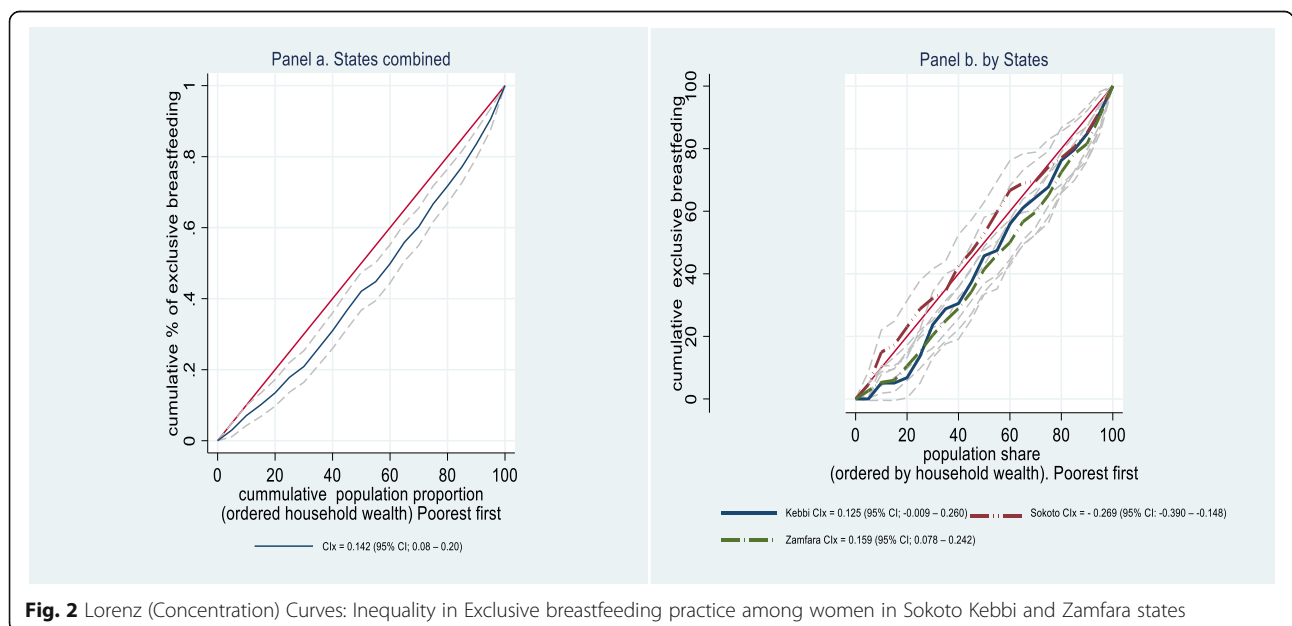 Panel a. States combined
cumulative % of exclusive breastfeeding
1
.8
.6
.4
.2
0
0 20 40 60 80 100
cummulative population proportion
(ordered household wealth) Poorest first
CIx = 0.142 (95% CI; 0.08 – 0.20)
Panel b. by States
cumulative exclusive breastfeeding
100
80
60
40
20
0
0 20 40 60 80 100
population share
(ordered by household wealth). Poorest first
Kebbi CIx = 0.125 (95% CI; -0.009 – 0.260) Sokoto CIx = - 0.269 (95% CI: -0.390 – -0.148)
Zamfara CIx = 0.159 (95% CI; 0.078 – 0.242)
Fig. 2 Lorenz (Concentration) Curves: Inequality in Exclusive breastfeeding practice among women in Sokoto Kebbi and Zamfara states